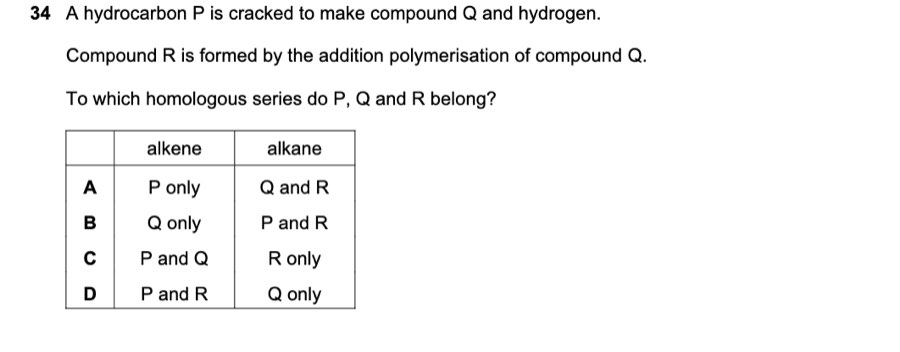 34 A hydrocarbon P is cracked to make compound Q and hydrogen.
Compound R is formed by the addition polymerisation of compound Q.
To which homologous series do P, Q and R belong?
alkene alkane
A P only Q and R
B Q only P and R
C P and Q R only
D P and R Q only